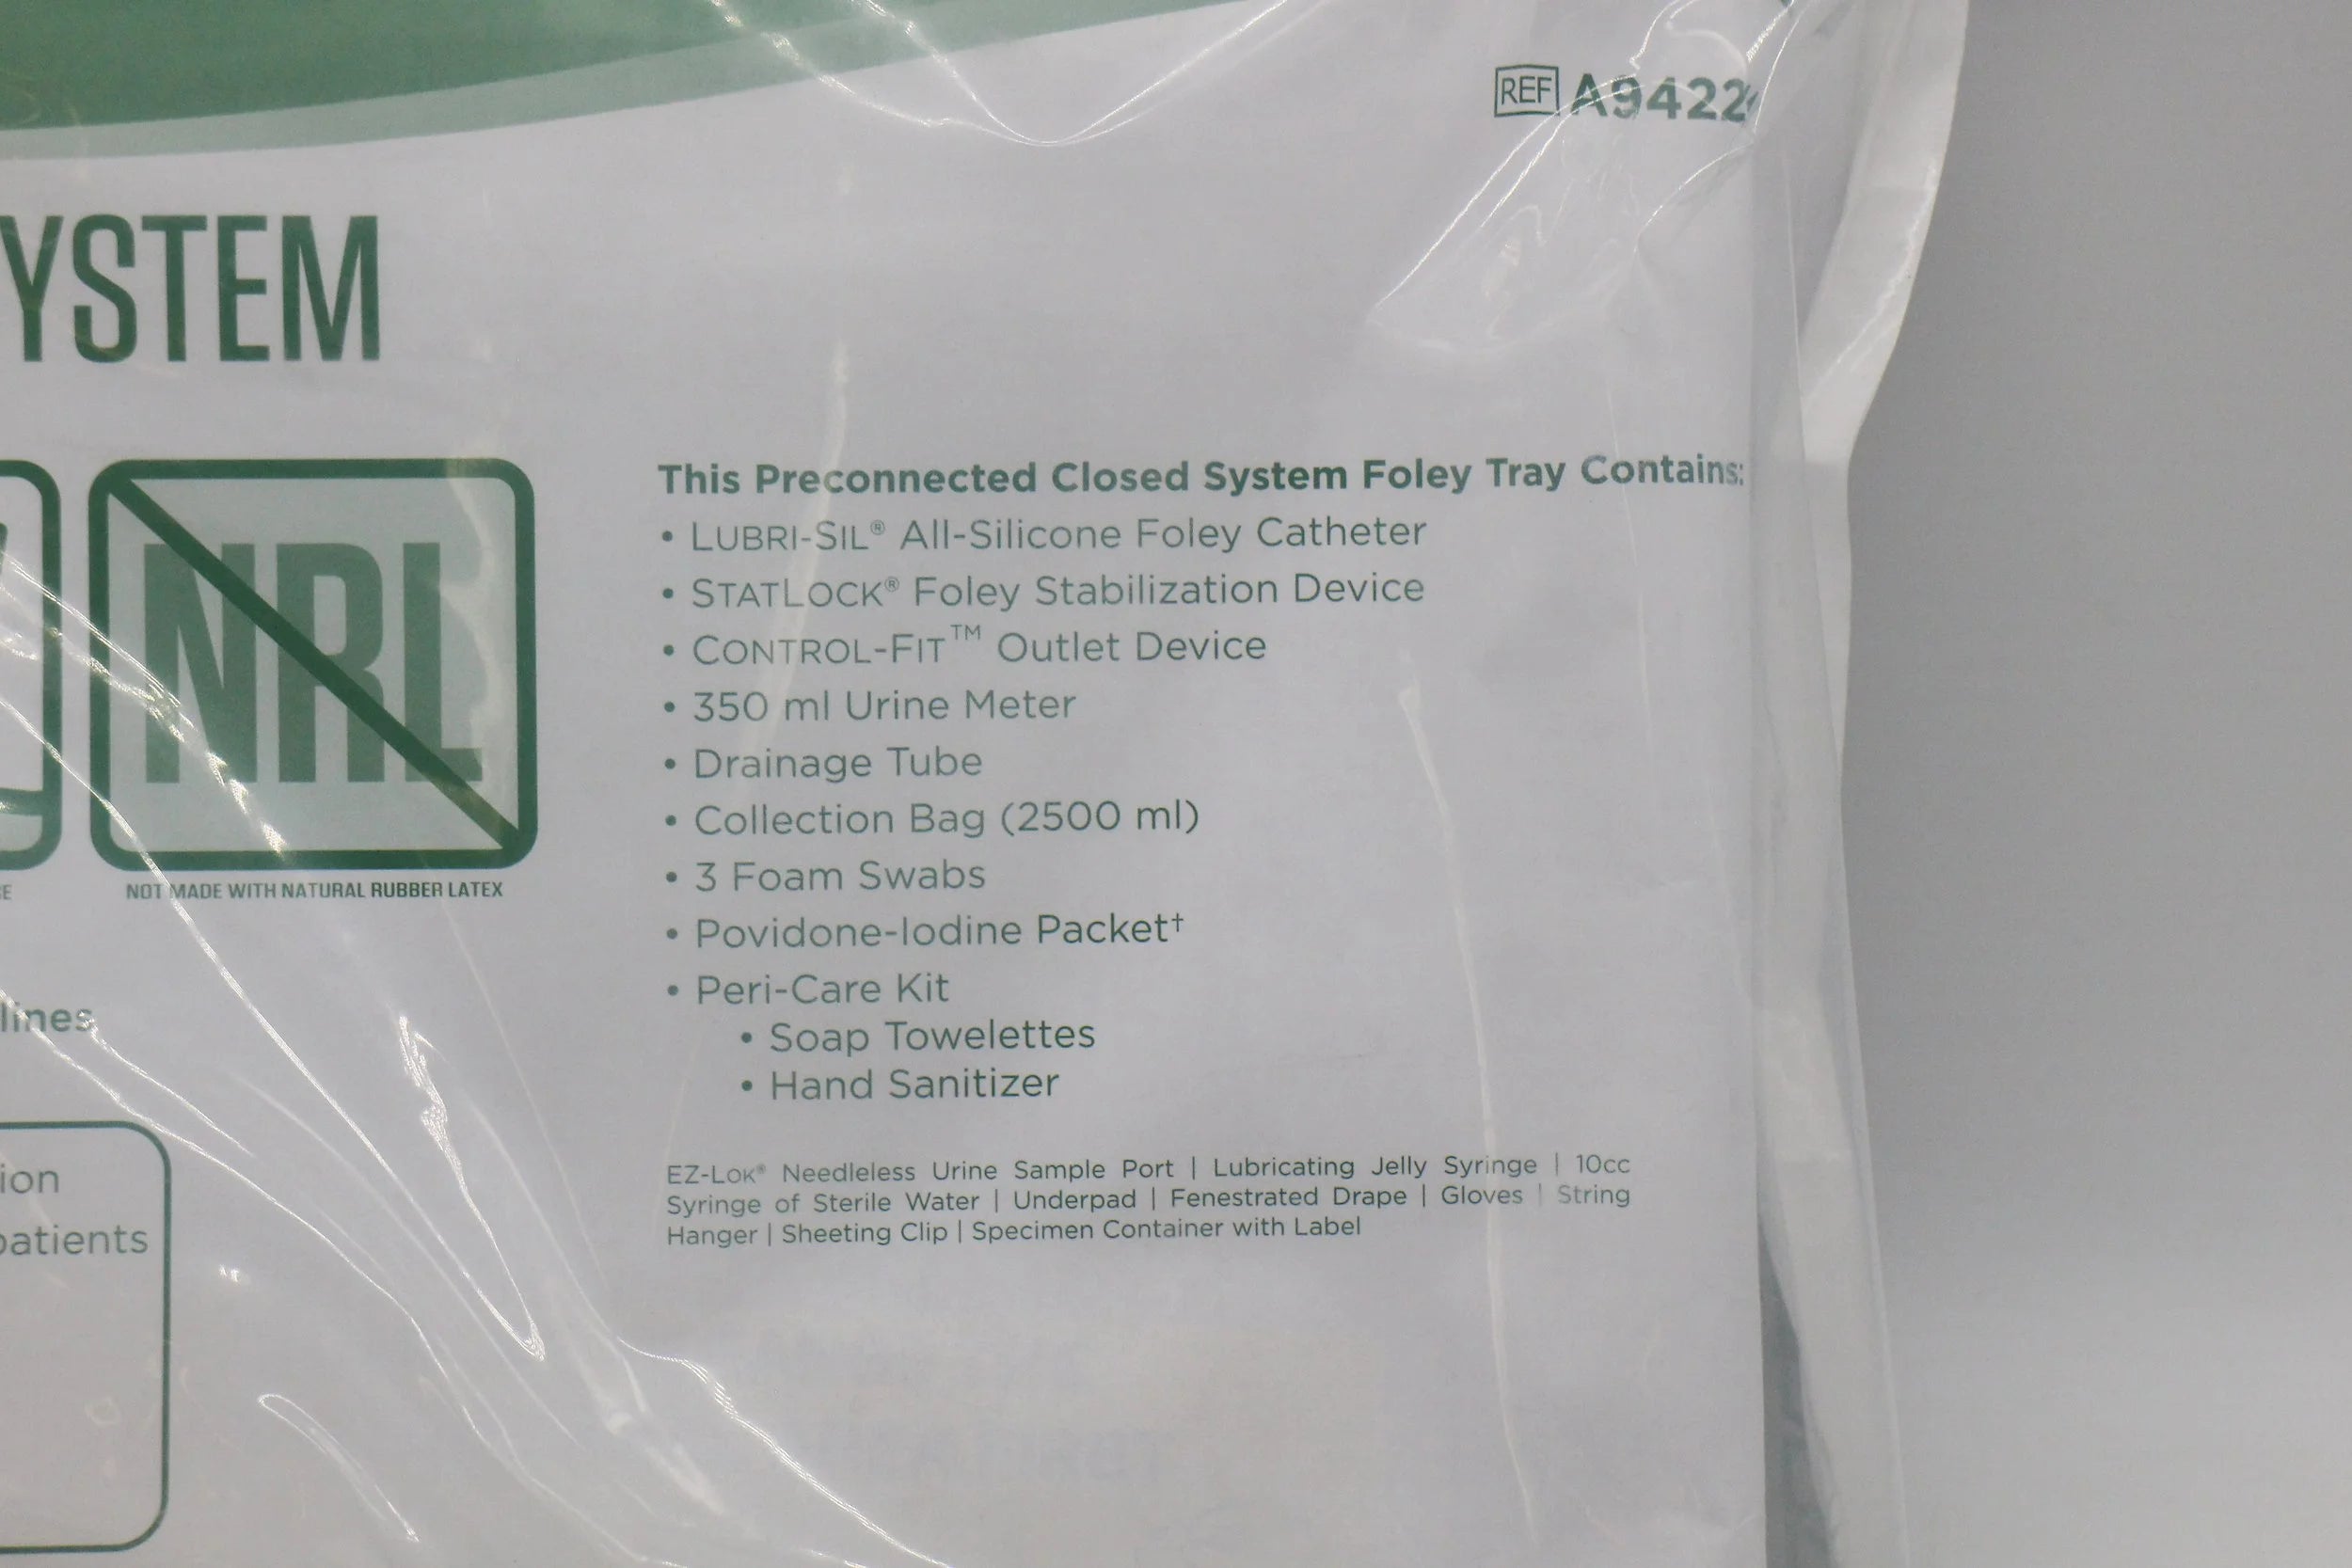 REF A9422
YSTEM
NRL
NOT MADE WITH NATURAL RUBBER LATEX
lines
ion
patients
This Preconnected Closed System Foley Tray Contains:
• LUBRI-SIL® All-Silicone Foley Catheter
• STATLOCK® Foley Stabilization Device
• CONTROL-FIT™ Outlet Device
• 350 ml Urine Meter
• Drainage Tube
• Collection Bag (2500 ml)
• 3 Foam Swabs
• Povidone-Iodine Packet†
• Peri-Care Kit
• Soap Towelettes
• Hand Sanitizer
EZ-LOK® Needleless Urine Sample Port | Lubricating Jelly Syringe | 10cc
Syringe of Sterile Water | Underpad | Fenestrated Drape | Gloves | String
Hanger | Sheeting Clip | Specimen Container with Label